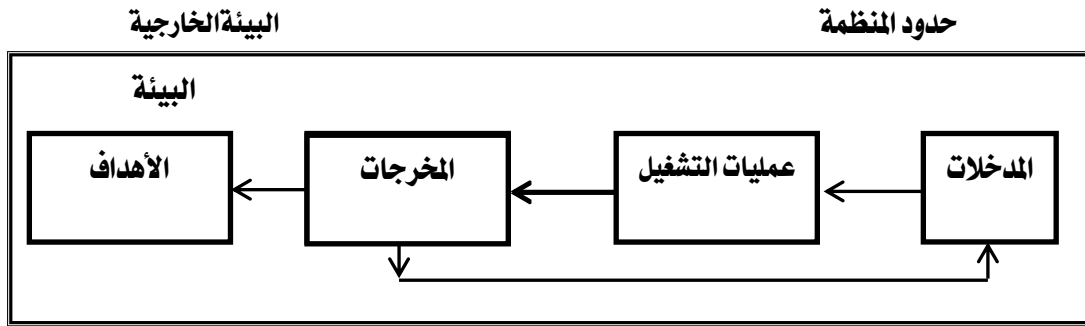 حدود المنظمة
البيئة الخارجية
البيئة
المدخلات
عمليات التشغيل
المخرجات
الأهداف